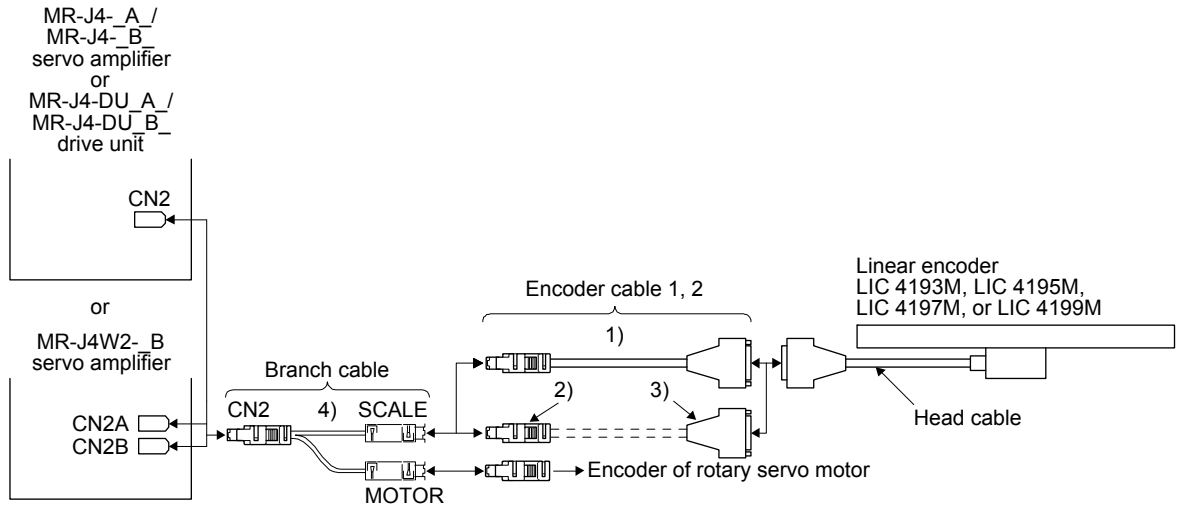 MR-J4-_A_/
MR-J4-_B_
servo amplifier
or
MR-J4-DU_A_/
MR-J4-DU_B_
drive unit
CN2
or
MR-J4W2-_B
servo amplifier
CN2A
CN2B
Branch cable
CN2
4)
SCALE
MOTOR
Encoder cable 1, 2
1)
2)
3)
Encoder of rotary servo motor
Linear encoder
LIC 4193M, LIC 4195M,
LIC 4197M, or LIC 4199M
Head cable